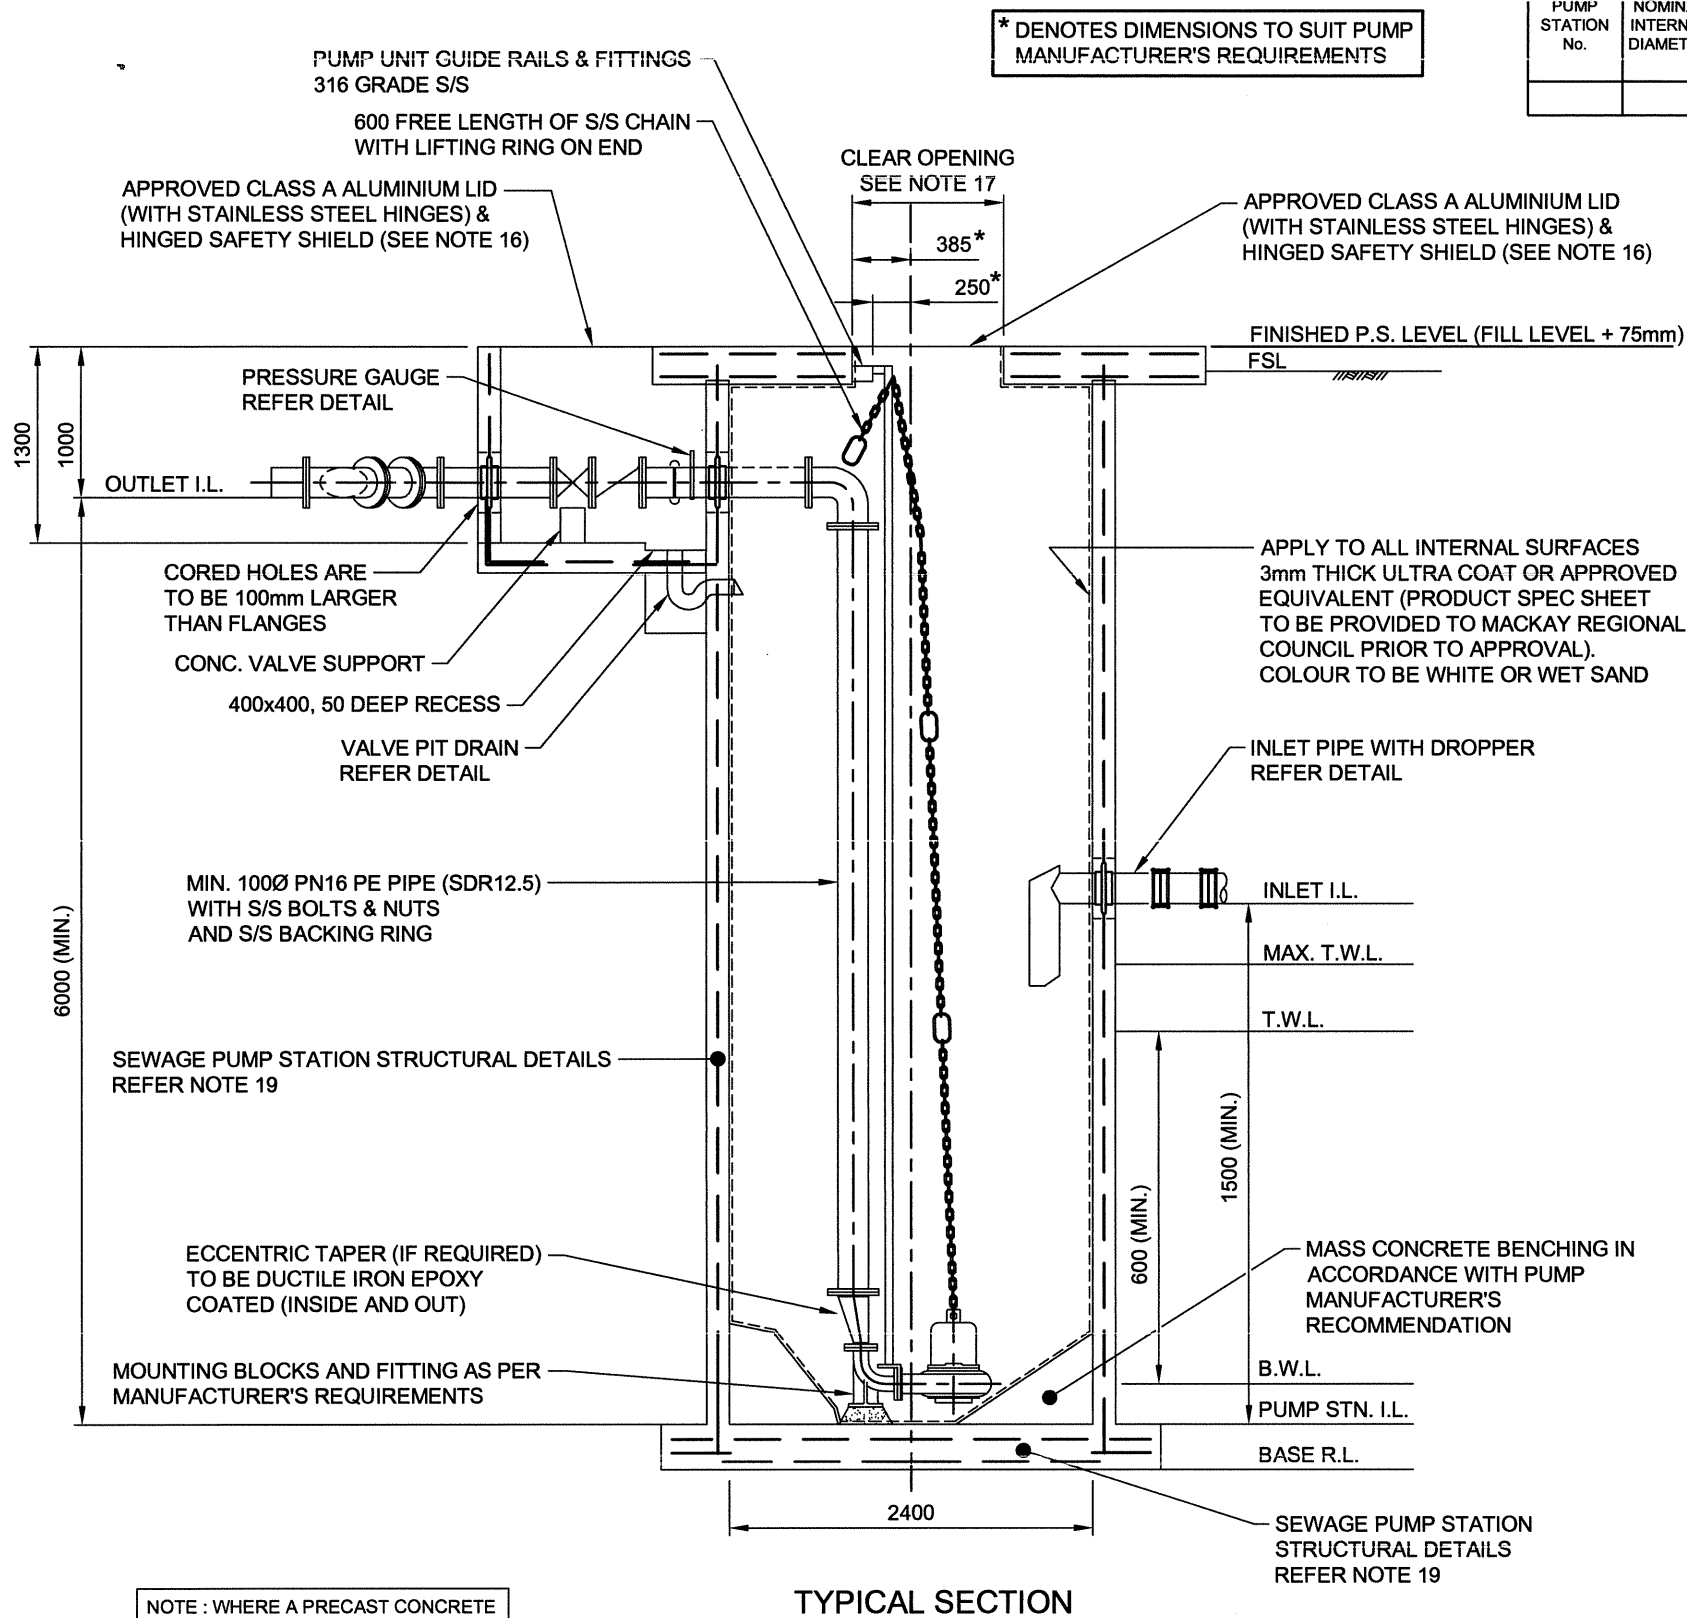 * DENOTES DIMENSIONS TO SUIT PUMP
MANUFACTURER'S REQUIREMENTS
PUMP
STATION
No.
PUMP UNIT GUIDE RAILS & FITTINGS
316 GRADE S/S
600 FREE LENGTH OF S/S CHAIN
WITH LIFTING RING ON END
CLEAR OPENING
SEE NOTE 17
APPROVED CLASS A ALUMINIUM LID
(WITH STAINLESS STEEL HINGES) &
HINGED SAFETY SHIELD (SEE NOTE 16)
APPROVED CLASS A ALUMINIUM LID
(WITH STAINLESS STEEL HINGES) &
HINGED SAFETY SHIELD (SEE NOTE 16)
385*
250*
FINISHED P.S. LEVEL (FILL LEVEL + 75mm)
FSL
PRESSURE GAUGE
REFER DETAIL
1300
1000
OUTLET I.L.
CORED HOLES ARE
TO BE 100mm LARGER
THAN FLANGES
CONC. VALVE SUPPORT
400x400, 50 DEEP RECESS
VALVE PIT DRAIN
REFER DETAIL
APPLY TO ALL INTERNAL SURFACES
3mm THICK ULTRA COAT OR APPROVED
EQUIVALENT (PRODUCT SPEC SHEET
TO BE PROVIDED TO MACKAY REGIONAL
COUNCIL PRIOR TO APPROVAL).
COLOUR TO BE WHITE OR WET SAND
INLET PIPE WITH DROPPER
REFER DETAIL
MIN. 100Ø PN16 PE PIPE (SDR12.5)
WITH S/S BOLTS & NUTS
AND S/S BACKING RING
INLET I.L.
MAX. T.W.L.
T.W.L.
6000 (MIN.)
SEWAGE PUMP STATION STRUCTURAL DETAILS
REFER NOTE 19
1500 (MIN.)
600 (MIN.)
ECCENTRIC TAPER (IF REQUIRED)
TO BE DUCTILE IRON EPOXY
COATED (INSIDE AND OUT)
MASS CONCRETE BENCHING IN
ACCORDANCE WITH PUMP
MANUFACTURER'S
RECOMMENDATION
MOUNTING BLOCKS AND FITTING AS PER
MANUFACTURER'S REQUIREMENTS
B.W.L.
PUMP STN. I.L.
BASE R.L.
2400
SEWAGE PUMP STATION
STRUCTURAL DETAILS
REFER NOTE 19
TYPICAL SECTION
NOTE : WHERE A PRECAST CONCRETE